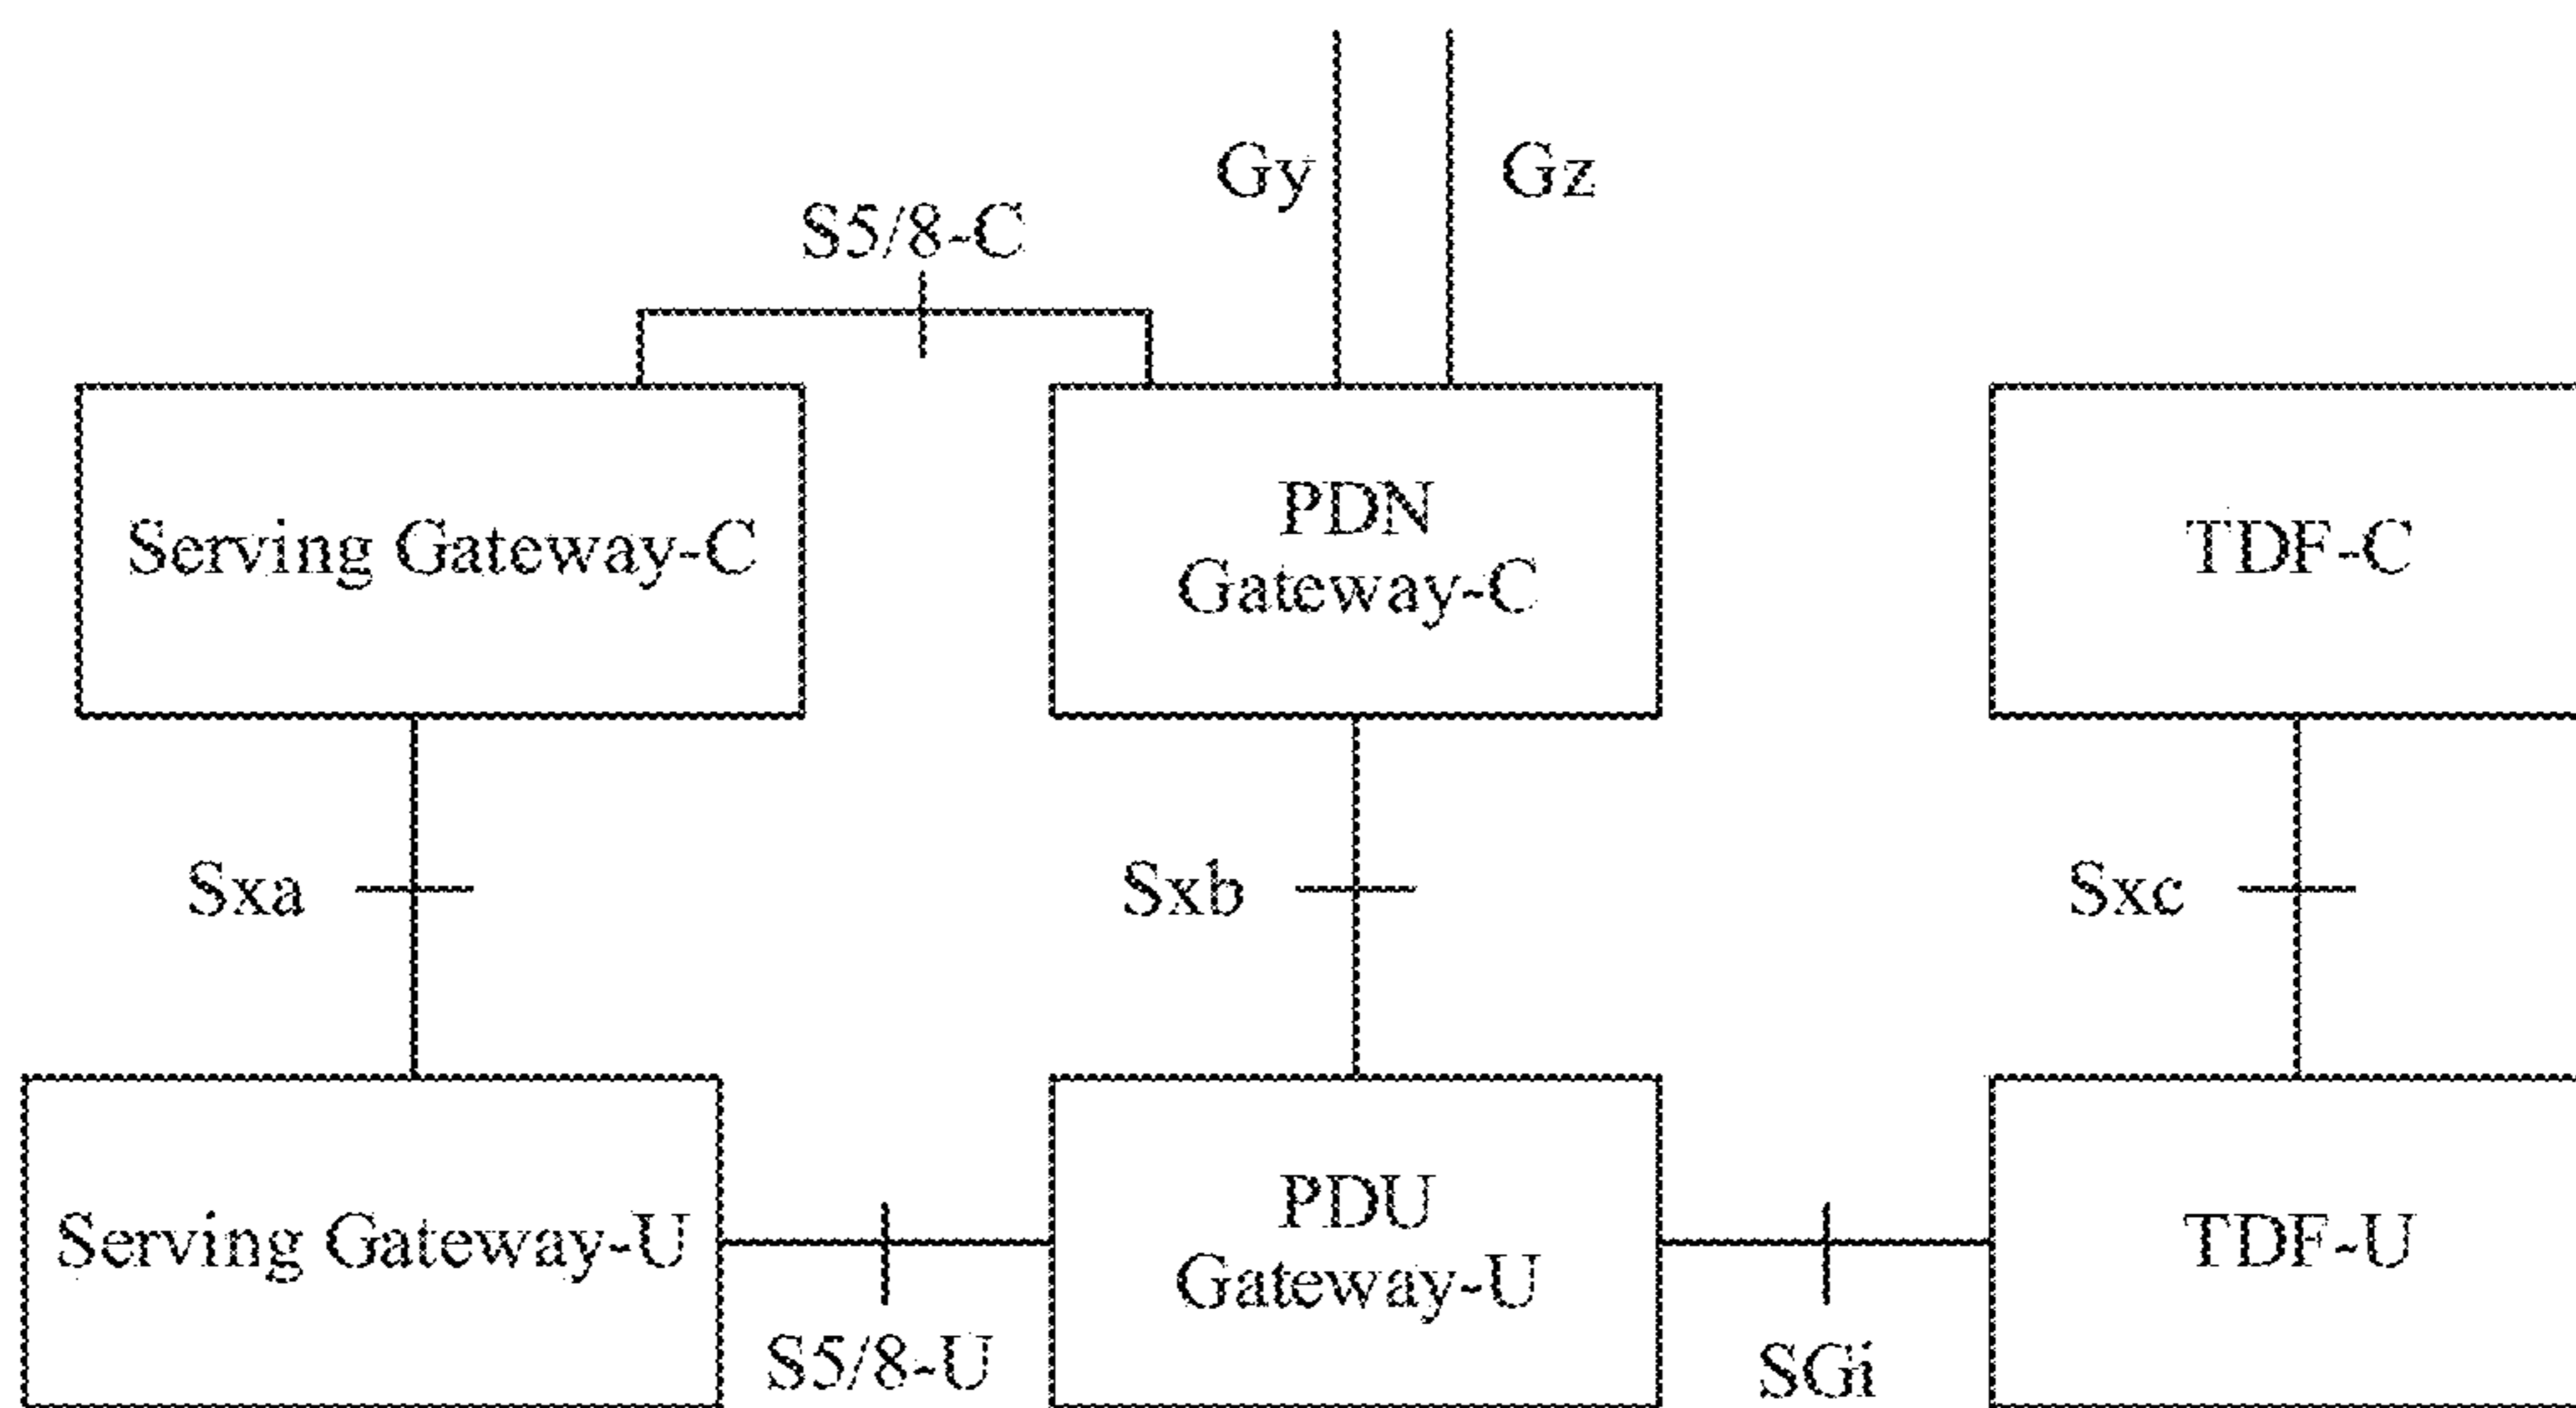 Gy
Gz
S5/8-C
Serving Gateway-C
PDN
Gateway-C
TDF-C
Sxa
Sxb
Sxc
Serving Gateway-U
PDU
Gateway-U
TDF-U
S5/8-U
SGi